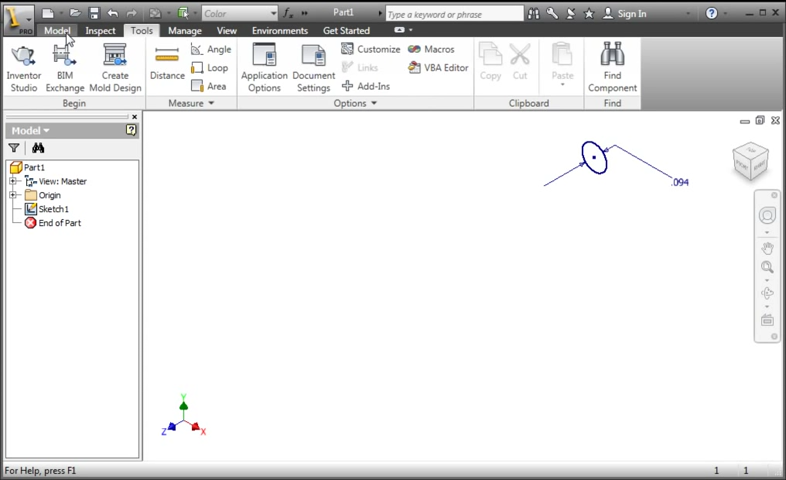 PRO
Color
Part1
Type a keyword or phrase
Sign In
Model
Inspect
Tools
Manage
View
Environments
Get Started
Inventor
Studio
BIM
Exchange
Create
Mold Design
Begin
Distance
Angle
Loop
Area
Measure
Application
Options
Document
Settings
Customize
Links
Add-Ins
Macros
VBA Editor
Options
Copy
Cut
Paste
Clipboard
Find
Component
Find
Model
Part1
View: Master
Origin
Sketch1
End of Part
.094
Y
Z
X
For Help, press F1
1
1